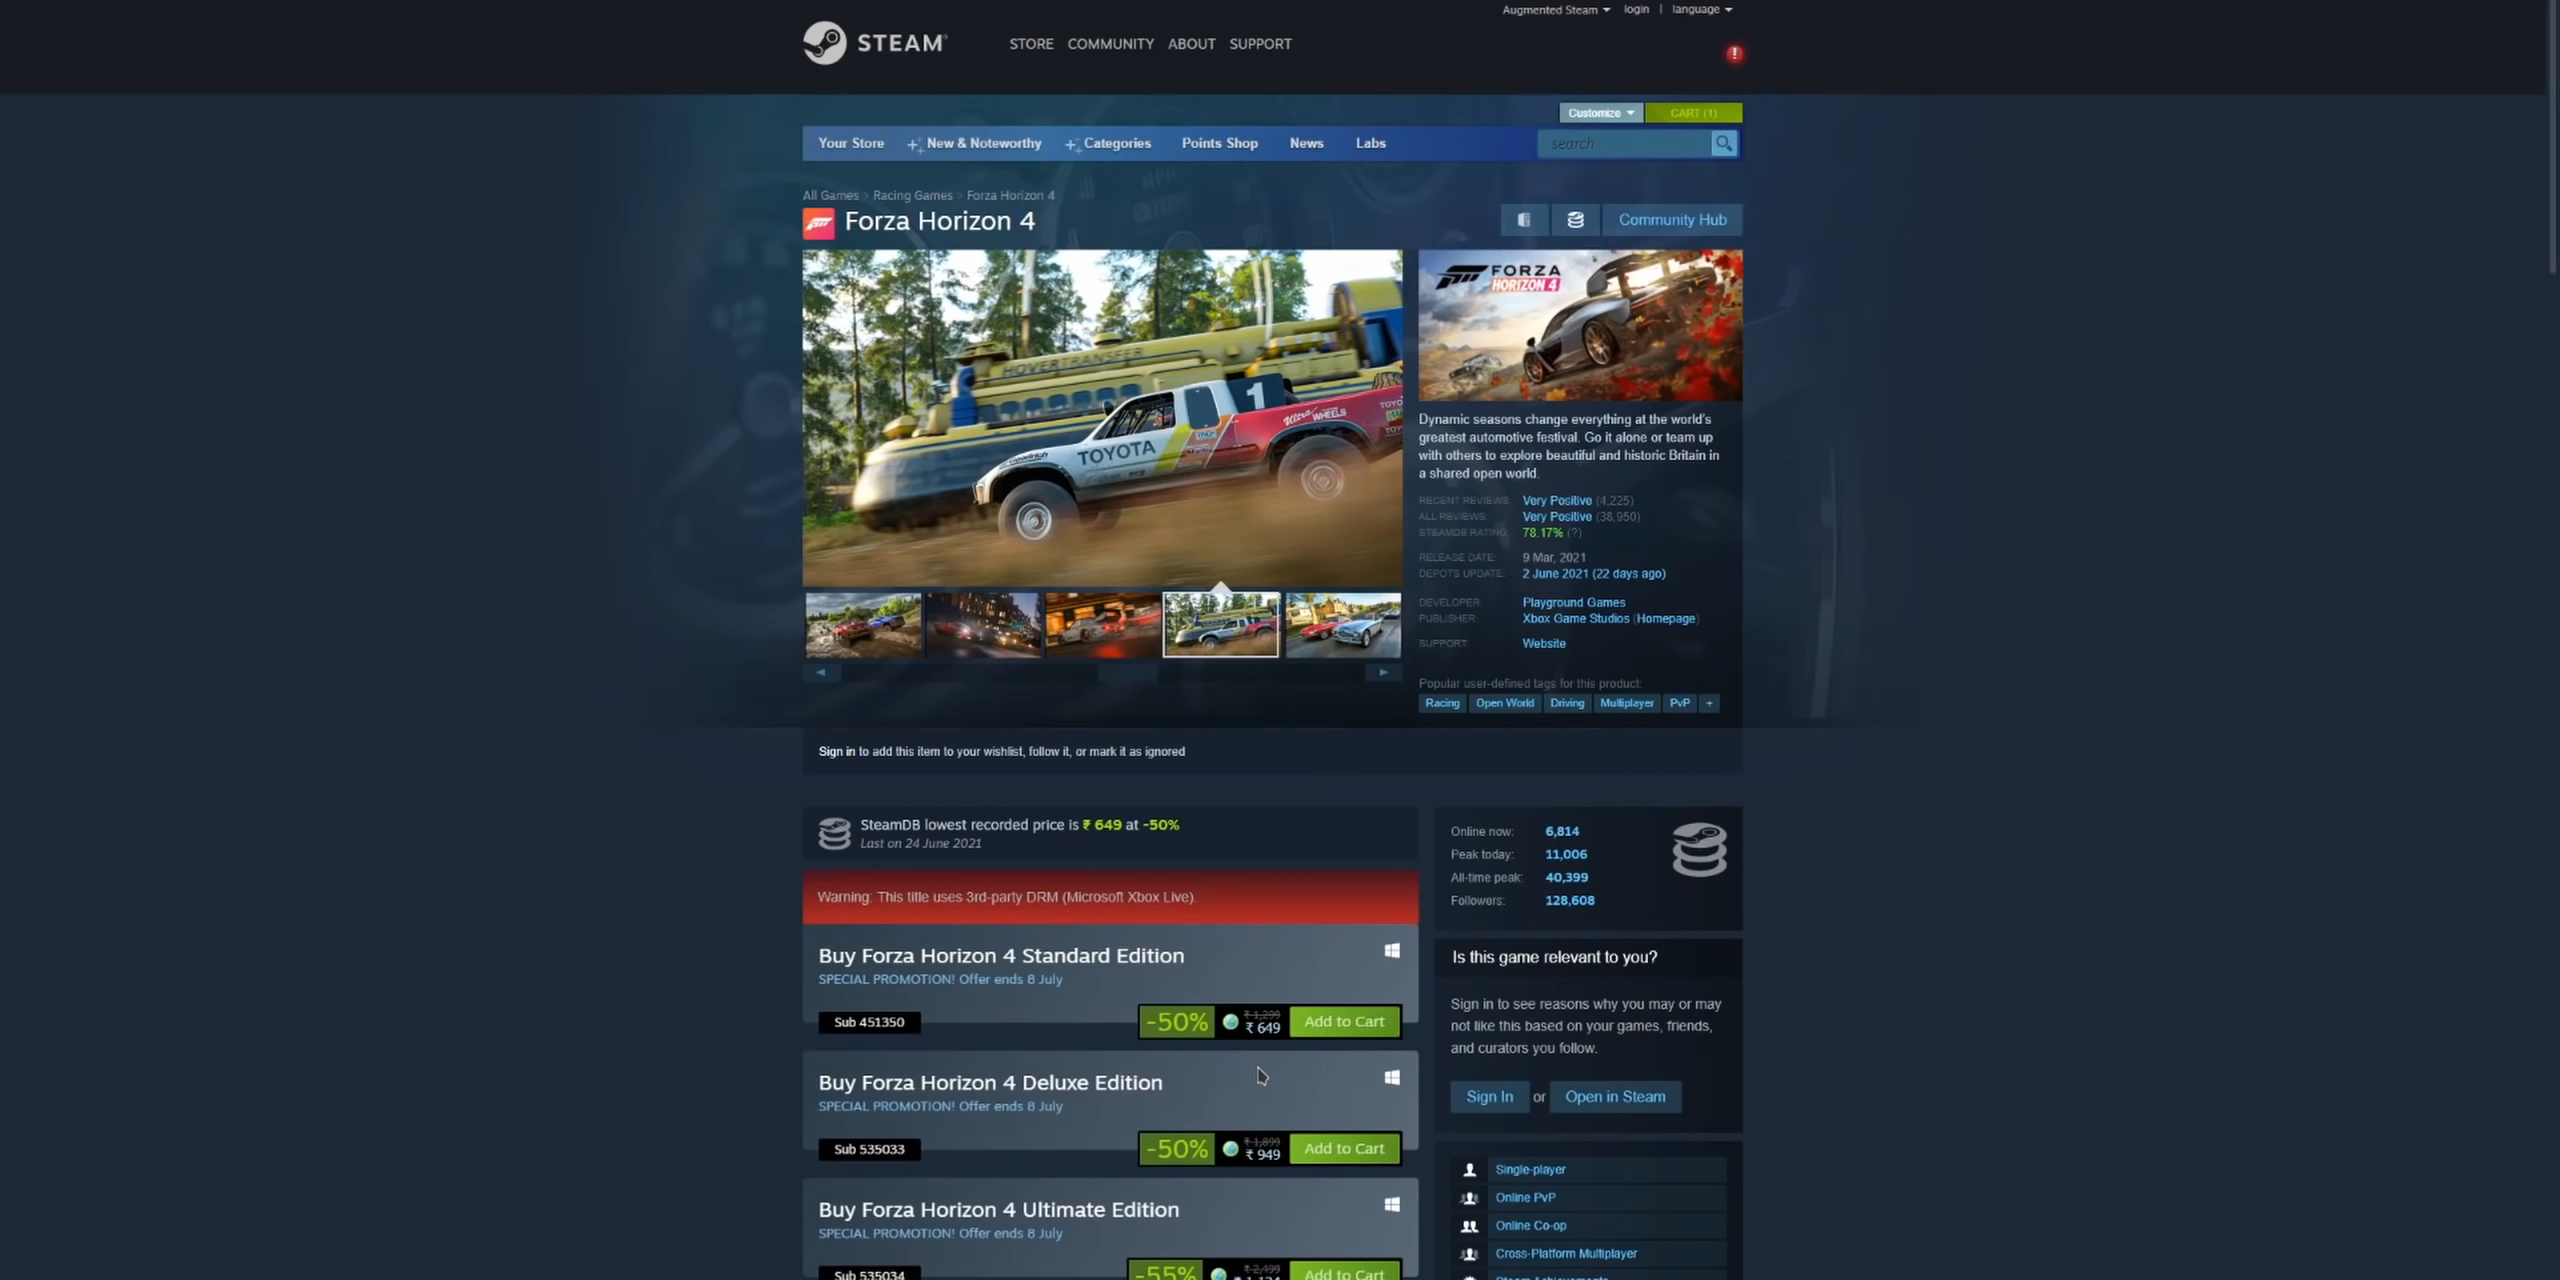 Augmented Steam login | language
STEAM
STORE COMMUNITY ABOUT SUPPORT
Customize CART (1)
Your Store New & Noteworthy Categories Points Shop News Labs search
All Games > Racing Games > Forza Horizon 4
Forza Horizon 4
Community Hub
HOVERTRANSFER
1
TOYOTA
Ultra WHEELS
FORZA
HORIZON 4
Dynamic seasons change everything at the world's
greatest automotive festival. Go it alone or team up
with others to explore beautiful and historic Britain in
a shared open world.
RECENT REVIEWS: Very Positive (4,225)
ALL REVIEWS: Very Positive (38,950)
STEAMDB RATING: 78.17% (?)
RELEASE DATE: 9 Mar, 2021
DEPOTS UPDATE: 2 June 2021 (22 days ago)
DEVELOPER: Playground Games
PUBLISHER: Xbox Game Studios (Homepage)
SUPPORT: Website
Popular user-defined tags for this product:
Racing Open World Driving Multiplayer PvP +
Sign in to add this item to your wishlist, follow it, or mark it as ignored
SteamDB lowest recorded price is ₹ 649 at -50%
Last on 24 June 2021
Warning: This title uses 3rd-party DRM (Microsoft Xbox Live).
Buy Forza Horizon 4 Standard Edition
SPECIAL PROMOTION! Offer ends 8 July
Sub 451350
-50% ₹ 1,299
₹ 649
Add to Cart
Buy Forza Horizon 4 Deluxe Edition
SPECIAL PROMOTION! Offer ends 8 July
Sub 535033
-50% ₹ 1,899
₹ 949
Add to Cart
Buy Forza Horizon 4 Ultimate Edition
SPECIAL PROMOTION! Offer ends 8 July
Sub 535034
-55% ₹ 2,499
Add to Cart
Online now: 6,814
Peak today: 11,006
All-time peak: 40,399
Followers: 128,608
Is this game relevant to you?
Sign in to see reasons why you may or may
not like this based on your games, friends,
and curators you follow.
Sign In or Open in Steam
Single-player
Online PvP
Online Co-op
Cross-Platform Multiplayer
Steam Achievements